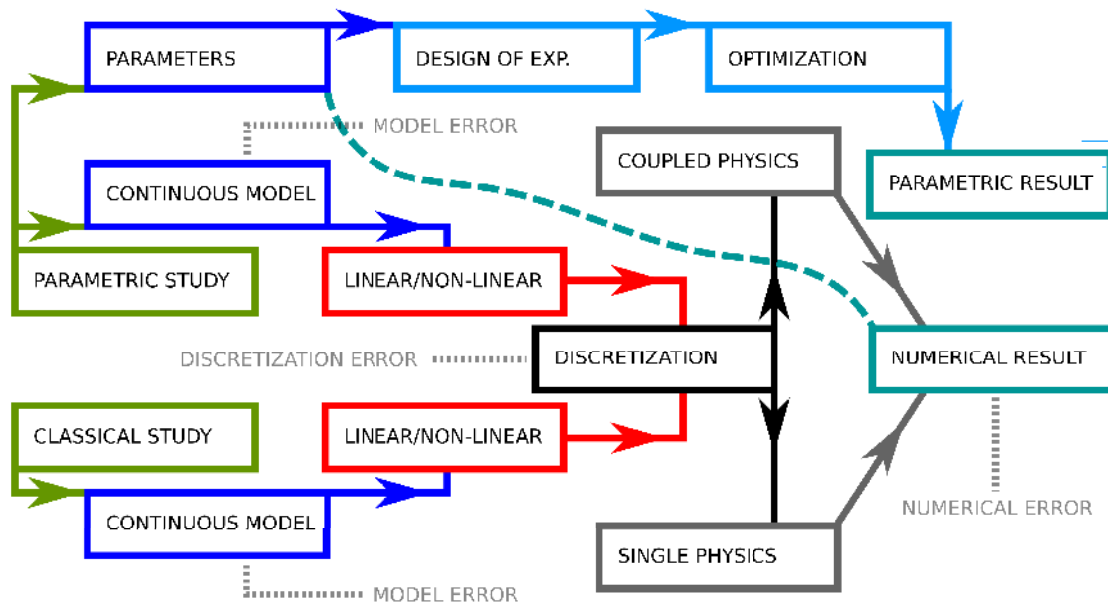 PARAMETERS
DESIGN OF EXP.
OPTIMIZATION
MODEL ERROR
COUPLED PHYSICS
PARAMETRIC RESULT
CONTINUOUS MODEL
PARAMETRIC STUDY
LINEAR/NON-LINEAR
DISCRETIZATION ERROR
DISCRETIZATION
NUMERICAL RESULT
CLASSICAL STUDY
LINEAR/NON-LINEAR
CONTINUOUS MODEL
NUMERICAL ERROR
SINGLE PHYSICS
MODEL ERROR